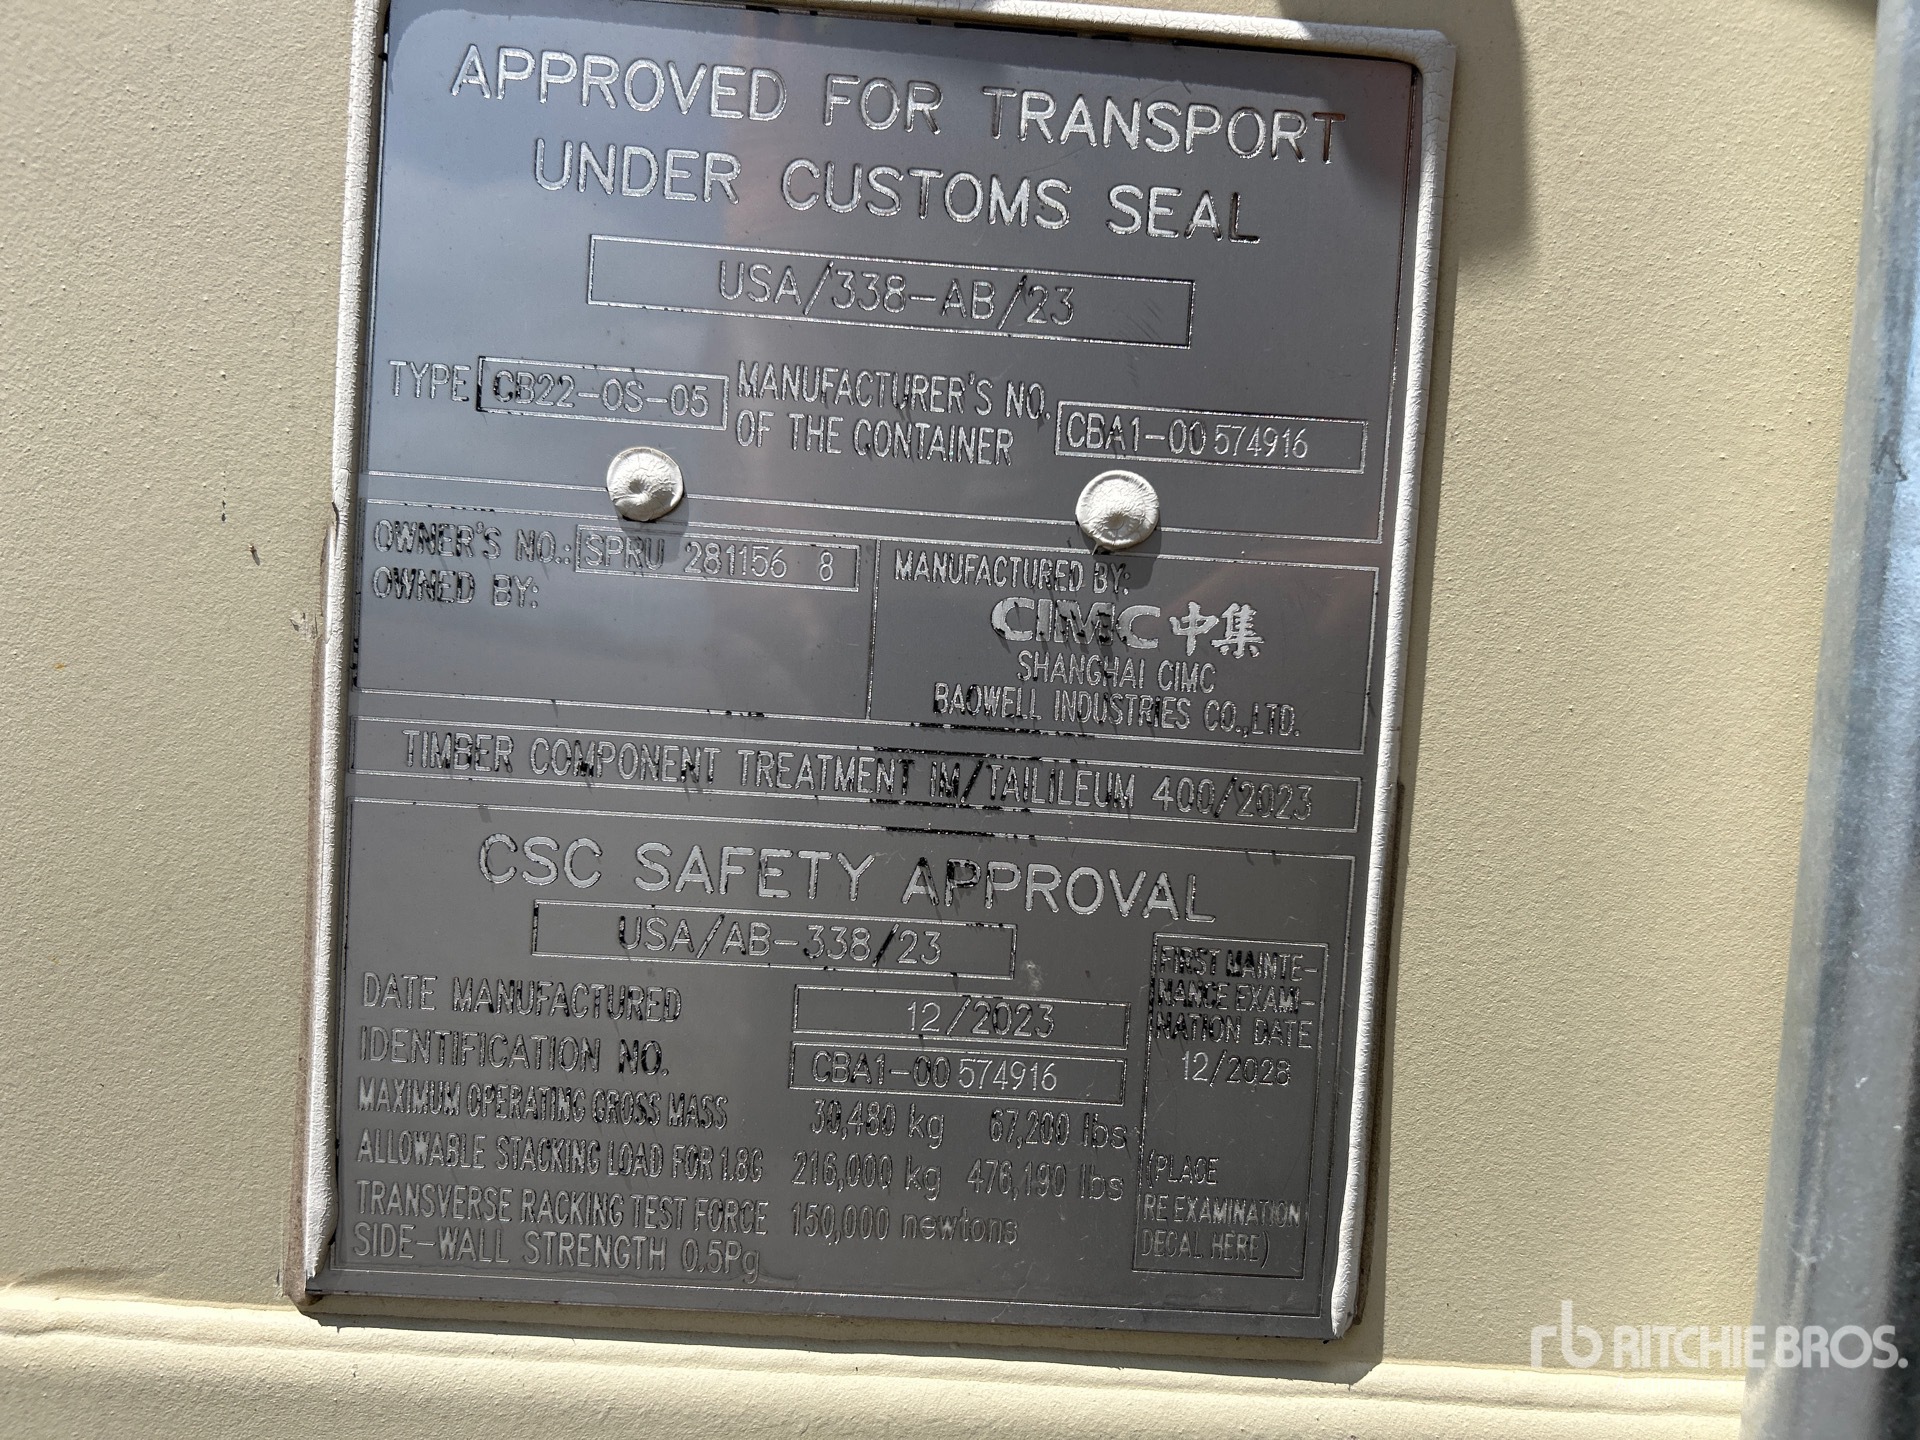 APPROVED FOR TRANSPORT
UNDER CUSTOMS SEAL
USA/338-AB/23
TYPE CB22-OS-05 MANUFACTURER'S NO.
OF THE CONTAINER CBA1-00574916
OWNER'S NO.: SPRU 281156 8
OWNED BY:
MANUFACTURED BY:
CIMC 中集
SHANGHAI CIMC
BAOWELL INDUSTRIES CO.,LTD.
TIMBER COMPONENT TREATMENT IM/TAILILEUM 400/2023
CSC SAFETY APPROVAL
USA/AB-338/23
DATE MANUFACTURED 12/2023
IDENTIFICATION NO. CBA1-00574916
MAXIMUM OPERATING GROSS MASS 30,480 kg 67,200 lbs
ALLOWABLE STACKING LOAD FOR 1.8G 216,000 kg 476,190 lbs
TRANSVERSE RACKING TEST FORCE 150,000 newtons
SIDE-WALL STRENGTH 0.5Pg
FIRST MAINTE-
NANCE EXAMI-
NATION DATE
12/2028
(PLACE
RE EXAMINATION
DECAL HERE)
rb RITCHIE BROS.